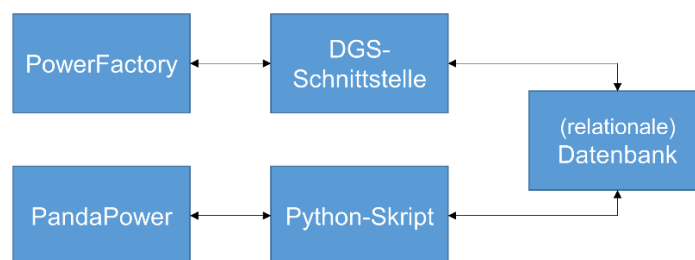 PowerFactory
DGS-
Schnittstelle
(relationale)
Datenbank
PandaPower
Python-Skript